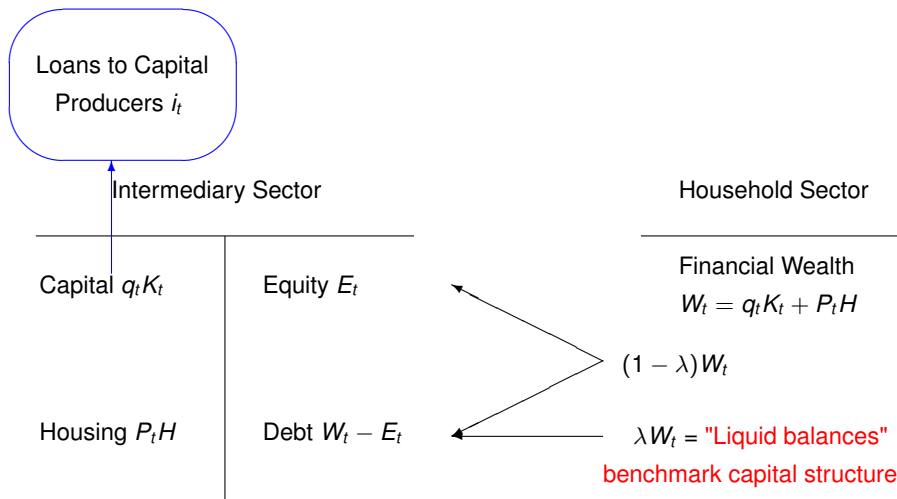 Loans to Capital
Producers i_t
Intermediary Sector
Household Sector
Capital q_tK_t
Equity E_t
Financial Wealth
W_t = q_tK_t + P_tH
(1 − λ)W_t
Housing P_tH
Debt W_t − E_t
λW_t = "Liquid balances"
benchmark capital structure